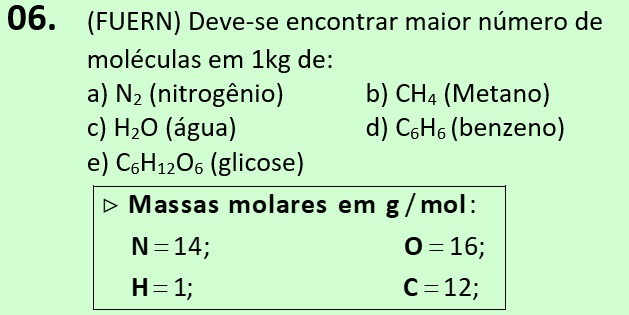 06. (FUERN) Deve-se encontrar maior número de
moléculas em 1kg de:
a) N₂ (nitrogênio) b) CH₄ (Metano)
c) H₂O (água) d) C₆H₆ (benzeno)
e) C₆H₁₂O₆ (glicose)
▷ Massas molares em g/mol:
N = 14; O = 16;
H = 1; C = 12;